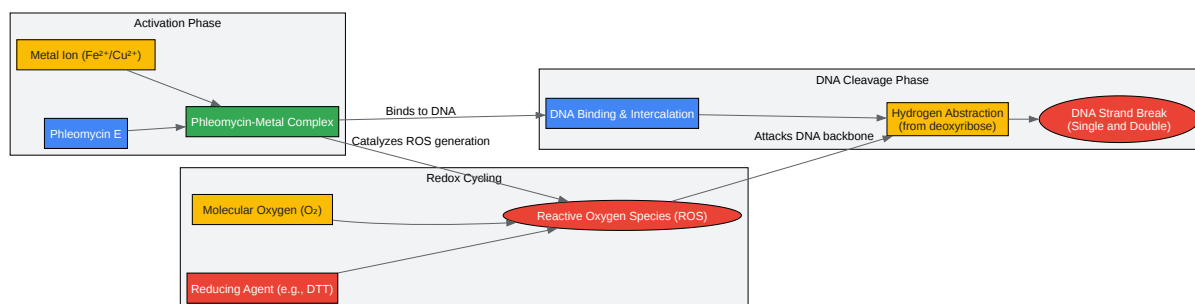 Activation Phase
Metal Ion (Fe²⁺/Cu²⁺)
Phleomycin E
Phleomycin-Metal Complex
Binds to DNA
Catalyzes ROS generation
DNA Cleavage Phase
DNA Binding & Intercalation
Attacks DNA backbone
Hydrogen Abstraction
(from deoxyribose)
DNA Strand Break
(Single and Double)
Redox Cycling
Molecular Oxygen (O₂)
Reactive Oxygen Species (ROS)
Reducing Agent (e.g., DTT)